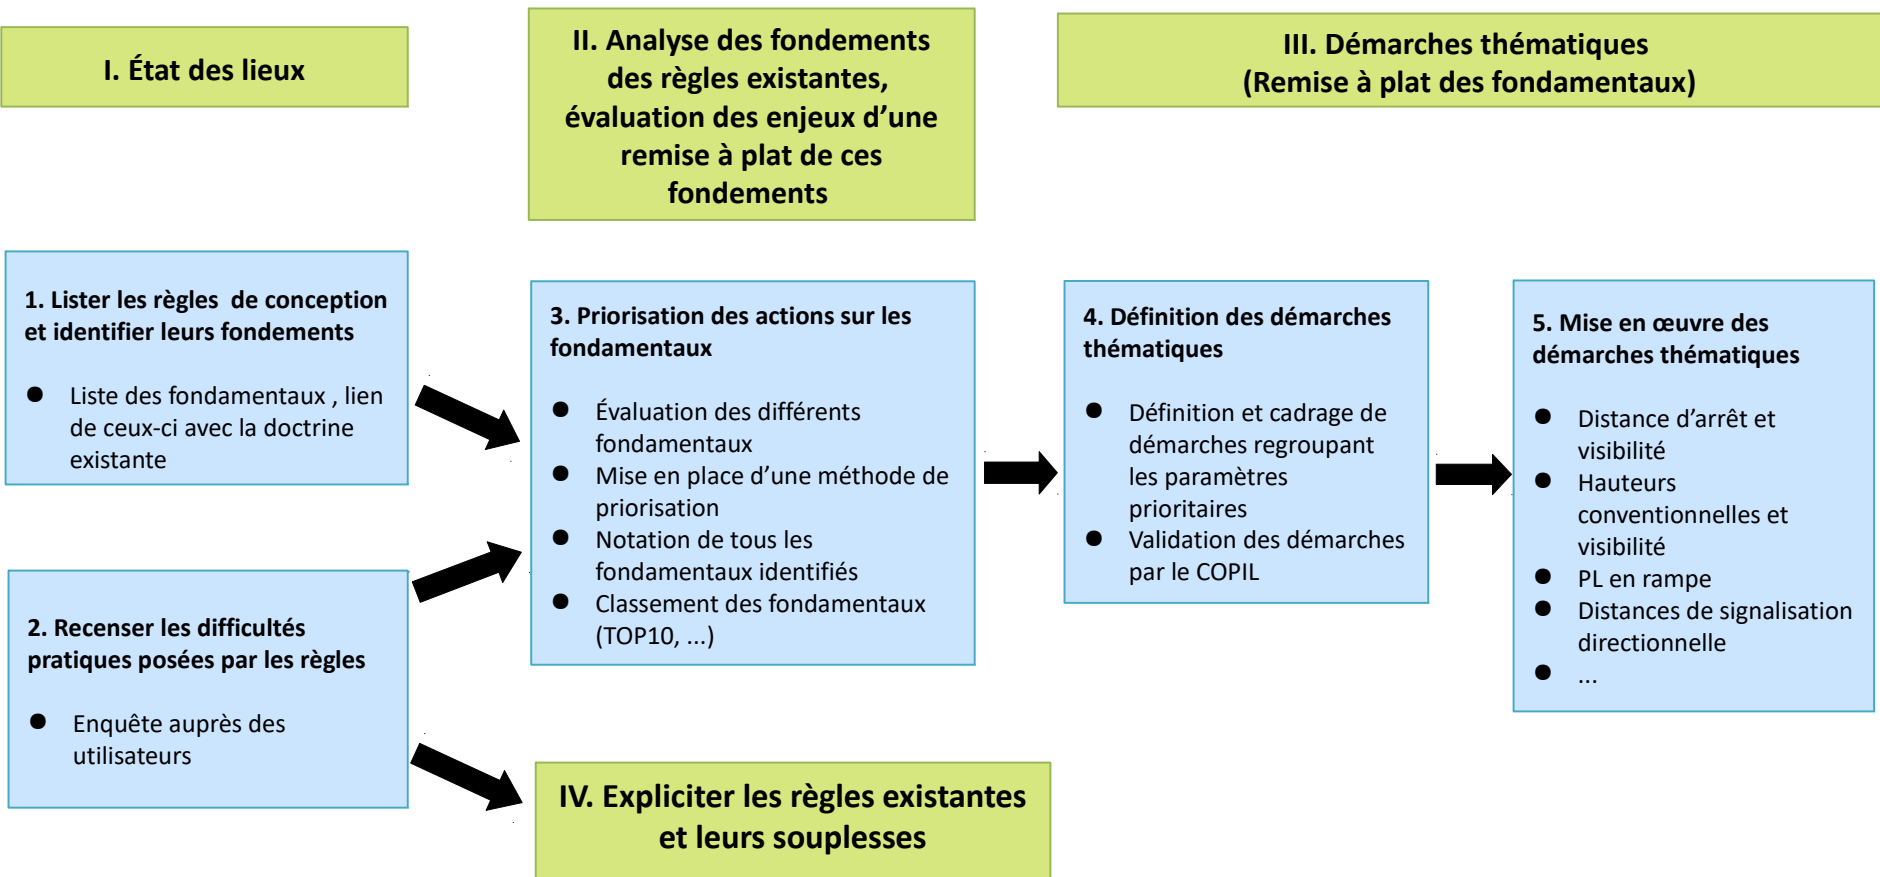 I. État des lieux
II. Analyse des fondements
des règles existantes,
évaluation des enjeux d’une
remise à plat de ces
fondements
III. Démarches thématiques
(Remise à plat des fondamentaux)
1. Lister les règles  de conception
et identifier leurs fondements
● Liste des fondamentaux , lien
de ceux-ci avec la doctrine
existante
2. Recenser les difficultés
pratiques posées par les règles
● Enquête auprès des
utilisateurs
3. Priorisation des actions sur les
fondamentaux
● Évaluation des différents
fondamentaux
● Mise en place d’une méthode de
priorisation
● Notation de tous les
fondamentaux identifiés
● Classement des fondamentaux
(TOP10, ...)
4. Définition des démarches
thématiques
● Définition et cadrage de
démarches regroupant
les paramètres
prioritaires
● Validation des démarches
par le COPIL
5. Mise en œuvre des
démarches thématiques
● Distance d’arrêt et
visibilité
● Hauteurs
conventionnelles et
visibilité
● PL en rampe
● Distances de signalisation
directionnelle
● ...
IV. Expliciter les règles existantes
et leurs souplesses